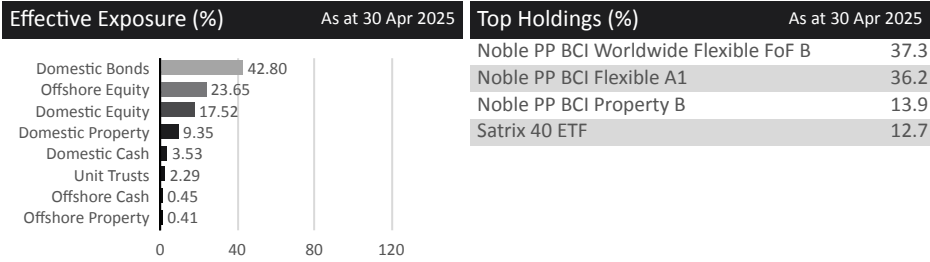 Effective Exposure (%) As at 30 Apr 2025
Domestic Bonds 42.80
Offshore Equity 23.65
Domestic Equity 17.52
Domestic Property 9.35
Domestic Cash 3.53
Unit Trusts 2.29
Offshore Cash 0.45
Offshore Property 0.41
0 40 80 120
Top Holdings (%) As at 30 Apr 2025
Noble PP BCI Worldwide Flexible FoF B 37.3
Noble PP BCI Flexible A1 36.2
Noble PP BCI Property B 13.9
Satrix 40 ETF 12.7